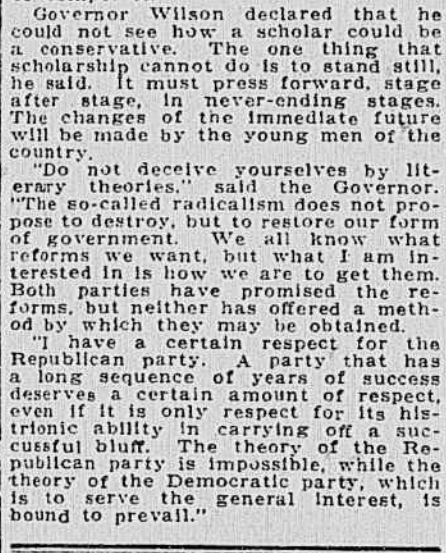 Governor Wilson declared that he
could not see how a scholar could be
a conservative. The one thing that
scholarship cannot do is to stand still,
he said. It must press forward, stage
after stage, in never-ending stages.
The changes of the immediate future
will be made by the young men of the
country.
"Do not deceive yourselves by lit-
erary theories," said the Governor.
"The so-called radicalism does not pro-
pose to destroy, but to restore our form
of government. We all know what
reforms we want, but what I am in-
terested in is how we are to get them.
Both parties have promised the re-
forms, but neither has offered a meth-
od by which they may be obtained.
"I have a certain respect for the
Republican party. A party that has
a long sequence of years of success
deserves a certain amount of respect,
even if it is only respect for its his-
trionic ability in carrying off a suc-
cussful bluff. The theory of the Re-
publican party is impossible, while the
theory of the Democratic party, which
is to serve the general interest, is
bound to prevail."